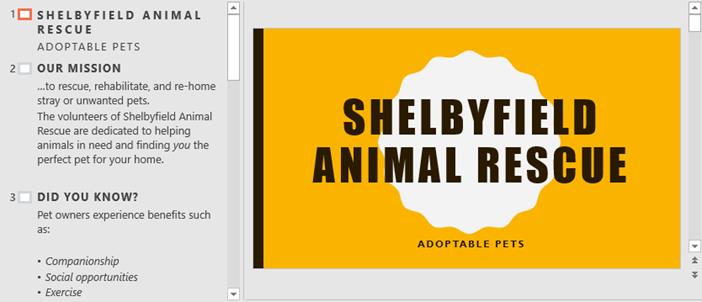 1 SHELBYFIELD ANIMAL
RESCUE
ADOPTABLE PETS
2 OUR MISSION
...to rescue, rehabilitate, and re-home
stray or unwanted pets.
The volunteers of Shelbyfield Animal
Rescue are dedicated to helping
animals in need and finding you the
perfect pet for your home.
3 DID YOU KNOW?
Pet owners experience benefits such
as:
• Companionship
• Social opportunities
• Exercise
SHELBYFIELD
ANIMAL RESCUE
ADOPTABLE PETS